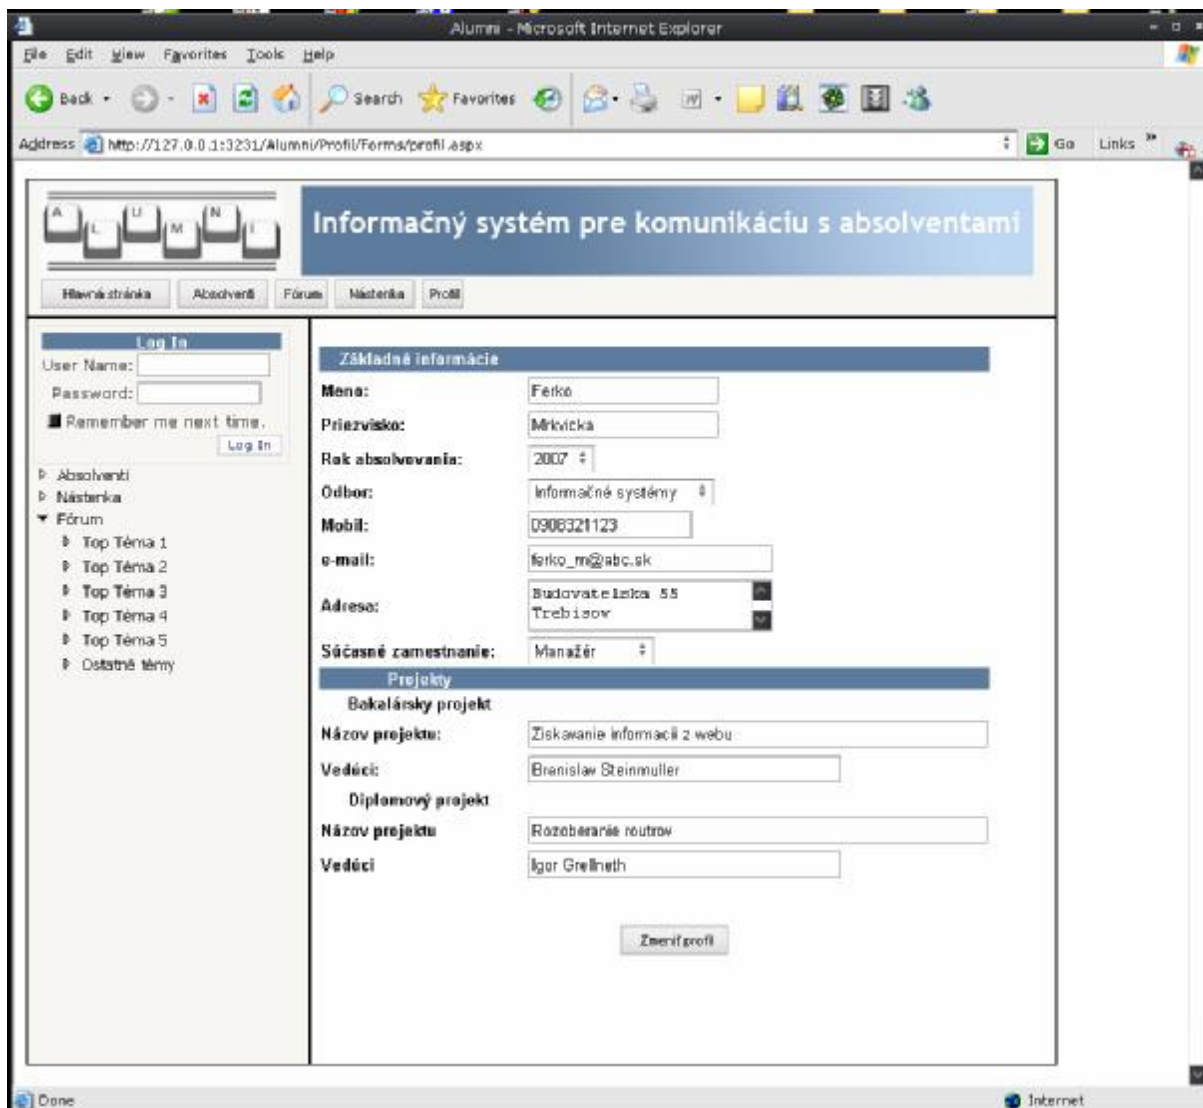 Alumni - Microsoft Internet Explorer
File Edit View Favorites Tools Help
Back Search Favorites
Address http://127.0.0.1:3231/Alumni/Profil/Forms/profil.aspx Go Links »
A L U M N I
Informačný systém pre komunikáciu s absolventami
Hlavná stránka Absolventi Fórum Nástenka Profil
Log In
User Name:
Password:
Remember me next time.
Log In
Absolventi
Nástenka
Fórum
Top Téma 1
Top Téma 2
Top Téma 3
Top Téma 4
Top Téma 5
Ostatné témy
Základné informácie
Meno: Ferko
Priezvisko: Mrkvicka
Rok absolvovania: 2007
Odbor: Informačné systémy
Mobil: 0908321123
e-mail: ferko_m@abc.sk
Adresa: Budovatelska 55
Trebisov
Súčasné zamestnanie: Manažér
Projekty
Bakalársky projekt
Názov projektu: Ziskavanie informacii z webu
Vedúci: Branislav Steinmuller
Diplomový projekt
Názov projektu Rozoberanie routrov
Vedúci Igor Grellneth
Zmeniť profil
Done Internet